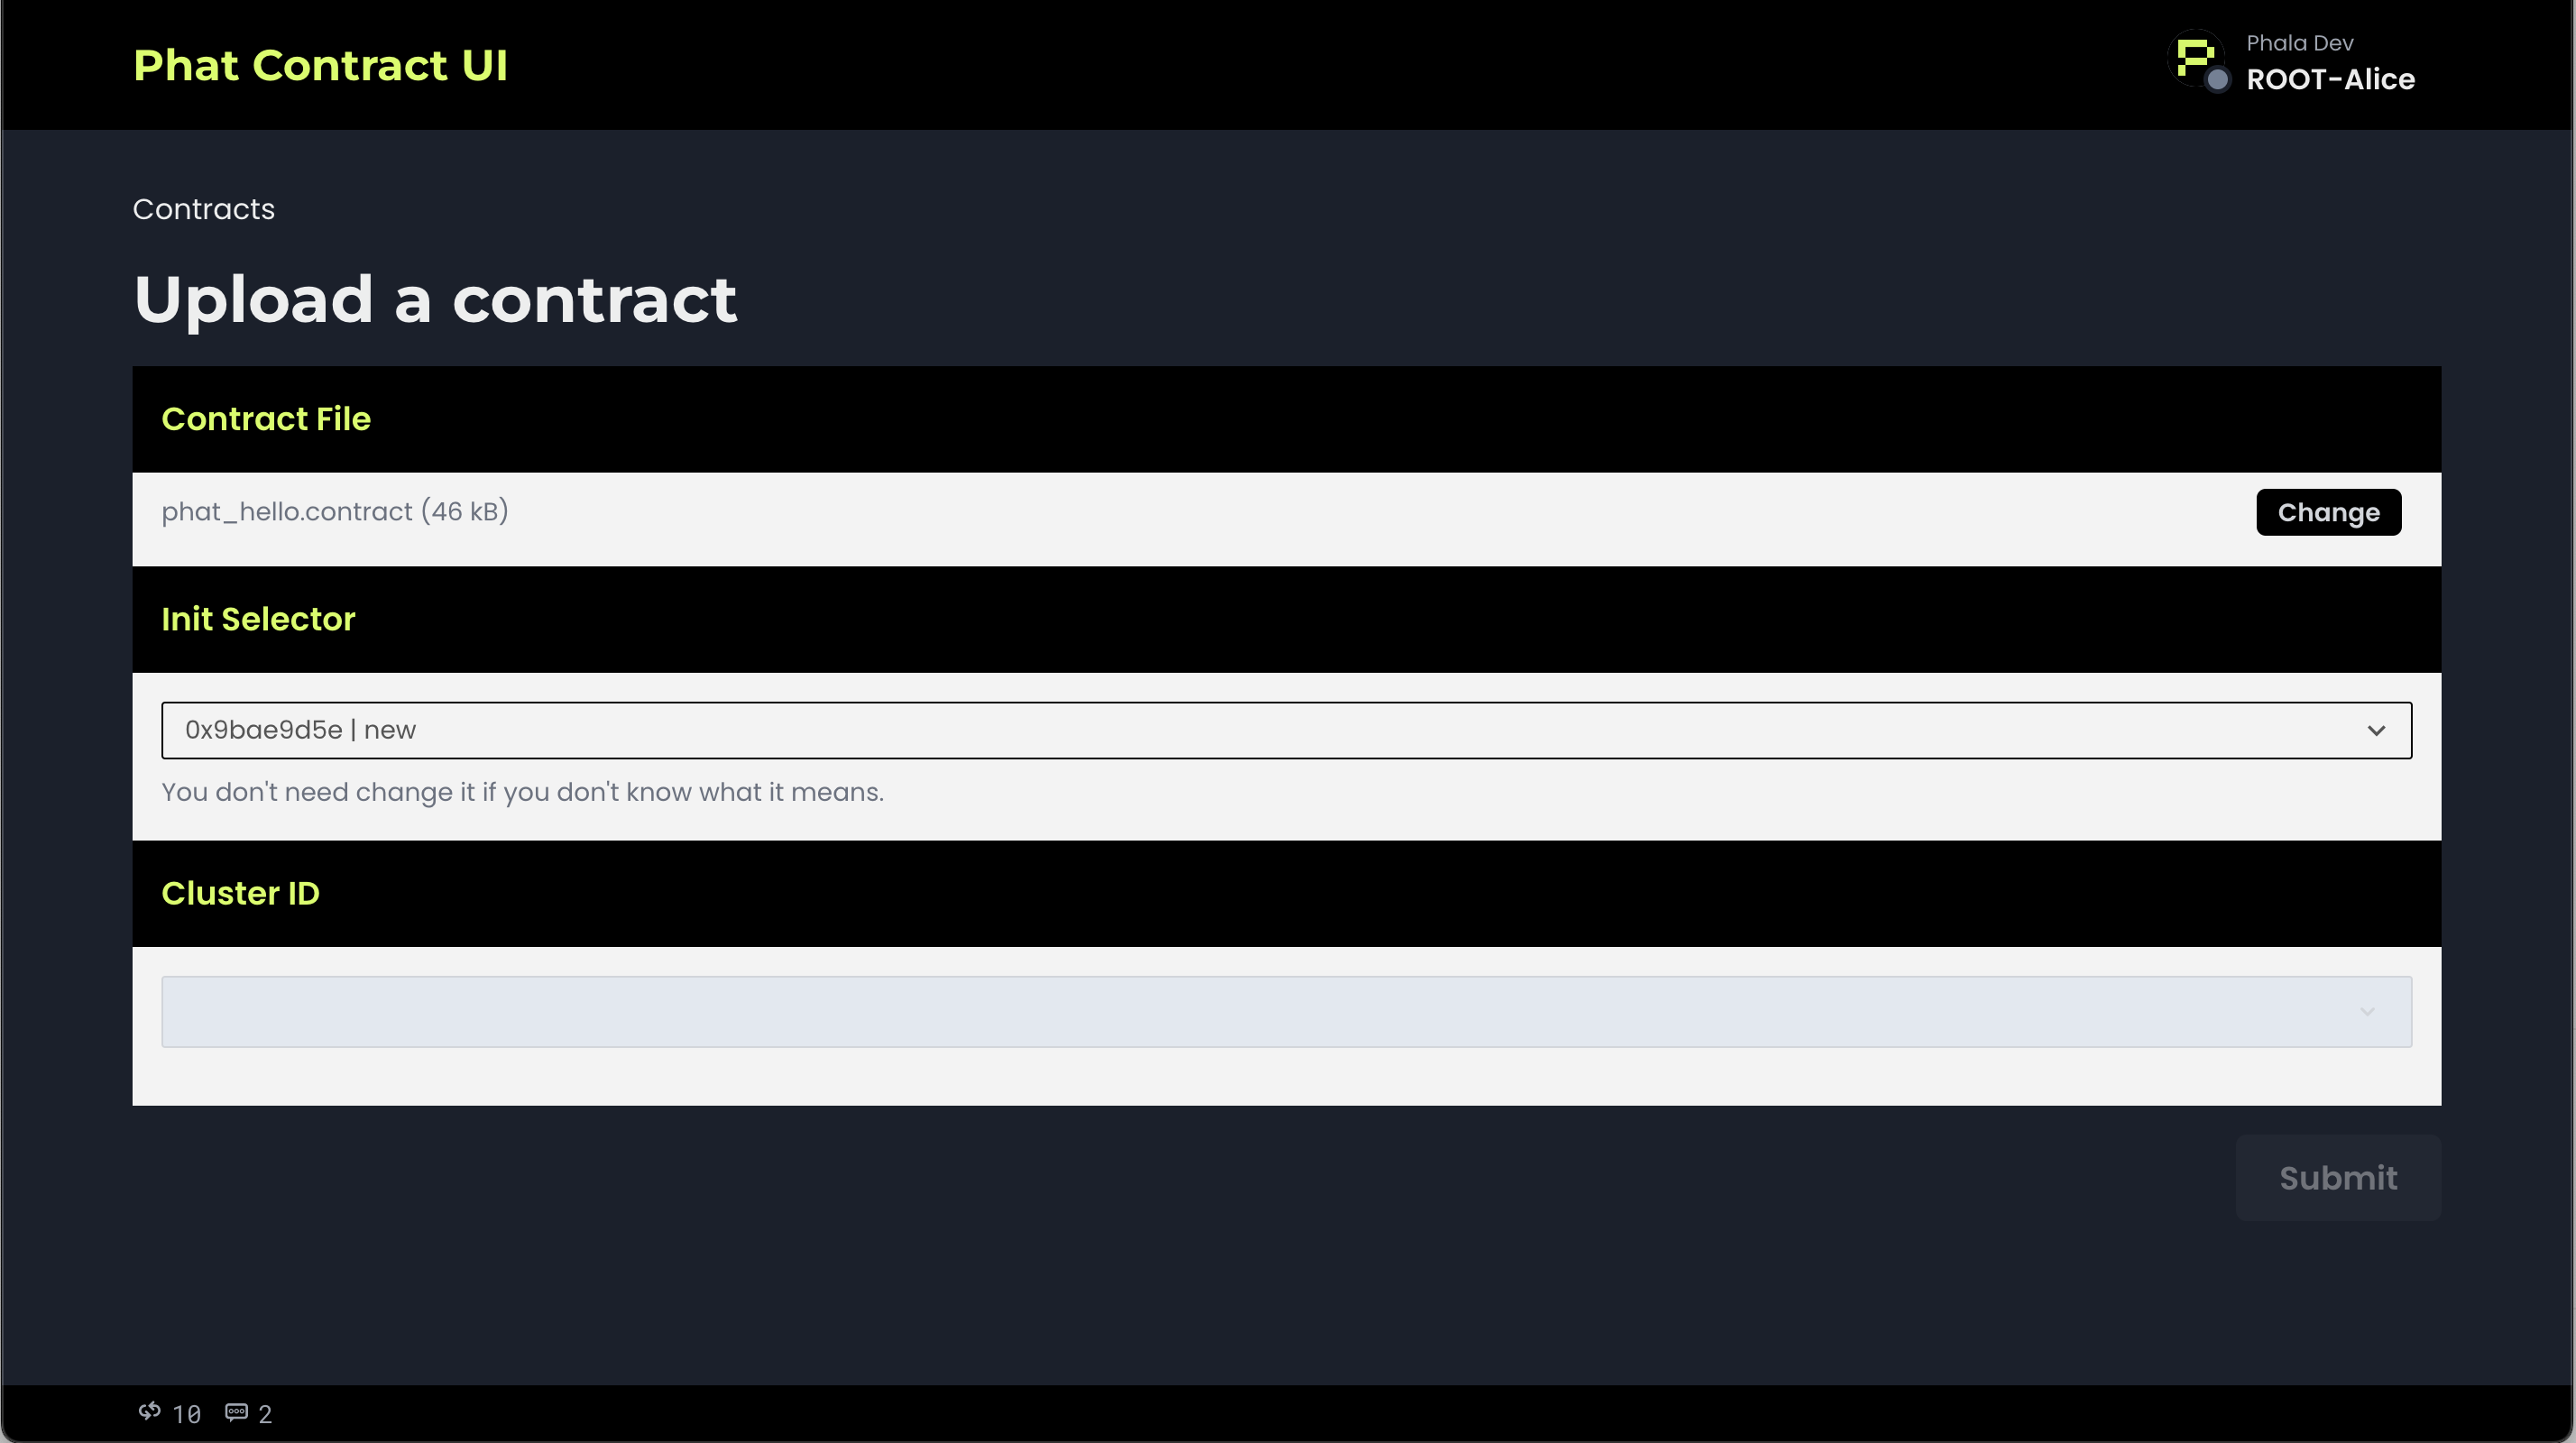 Phat Contract UI
Phala Dev
ROOT-Alice
Contracts
Upload a contract
Contract File
phat_hello.contract (46 kB)
Change
Init Selector
0x9bae9d5e | new
You don't need change it if you don't know what it means.
Cluster ID
Submit
10 2